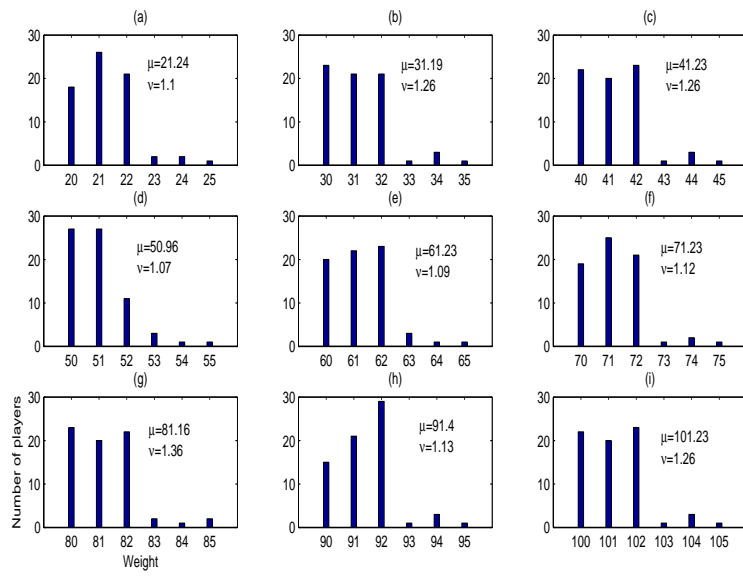 (a)
(b)
(c)
30
20
10
0
μ=21.24
ν=1.1
20 21 22 23 24 25
30
20
10
0
μ=31.19
ν=1.26
30 31 32 33 34 35
30
20
10
0
μ=41.23
ν=1.26
40 41 42 43 44 45
(d)
(e)
(f)
30
20
10
0
μ=50.96
ν=1.07
50 51 52 53 54 55
30
20
10
0
μ=61.23
ν=1.09
60 61 62 63 64 65
30
20
10
0
μ=71.23
ν=1.12
70 71 72 73 74 75
(g)
(h)
(i)
Number of players
30
20
10
0
μ=81.16
ν=1.36
80 81 82 83 84 85
Weight
30
20
10
0
μ=91.4
ν=1.13
90 91 92 93 94 95
30
20
10
0
μ=101.23
ν=1.26
100 101 102 103 104 105